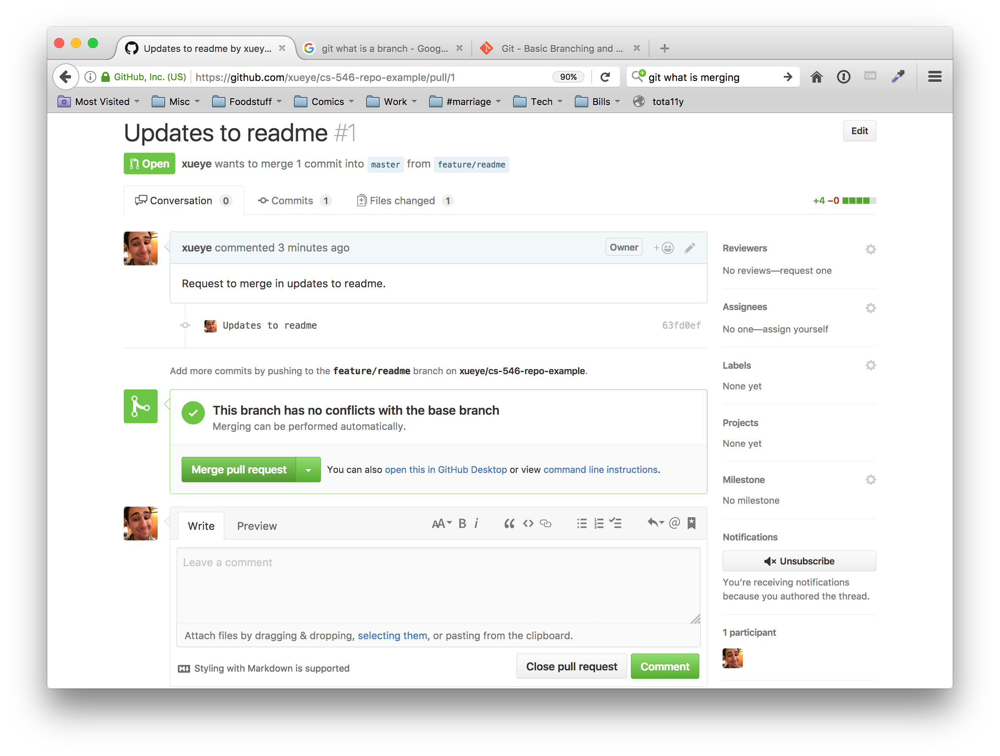 Updates to readme by xuey...
git what is a branch - Goog...
Git - Basic Branching and ...
GitHub, Inc. (US)
https://github.com/xueye/cs-546-repo-example/pull/1
90%
git what is merging
CSS
Most Visited
Misc
Foodstuff
Comics
Work
#marriage
Tech
Bills
tota11y
Updates to readme #1
Edit
Open
xueye wants to merge 1 commit into master from feature/readme
Conversation 0
Commits 1
Files changed 1
+4 −0
xueye commented 3 minutes ago
Owner
Request to merge in updates to readme.
Updates to readme
63fd0ef
Add more commits by pushing to the feature/readme branch on xueye/cs-546-repo-example.
This branch has no conflicts with the base branch
Merging can be performed automatically.
Merge pull request
You can also open this in GitHub Desktop or view command line instructions.
Write
Preview
AA B i
Leave a comment
Attach files by dragging & dropping, selecting them, or pasting from the clipboard.
Styling with Markdown is supported
Close pull request
Comment
Reviewers
No reviews—request one
Assignees
No one—assign yourself
Labels
None yet
Projects
None yet
Milestone
No milestone
Notifications
Unsubscribe
You’re receiving notifications
because you authored the thread.
1 participant